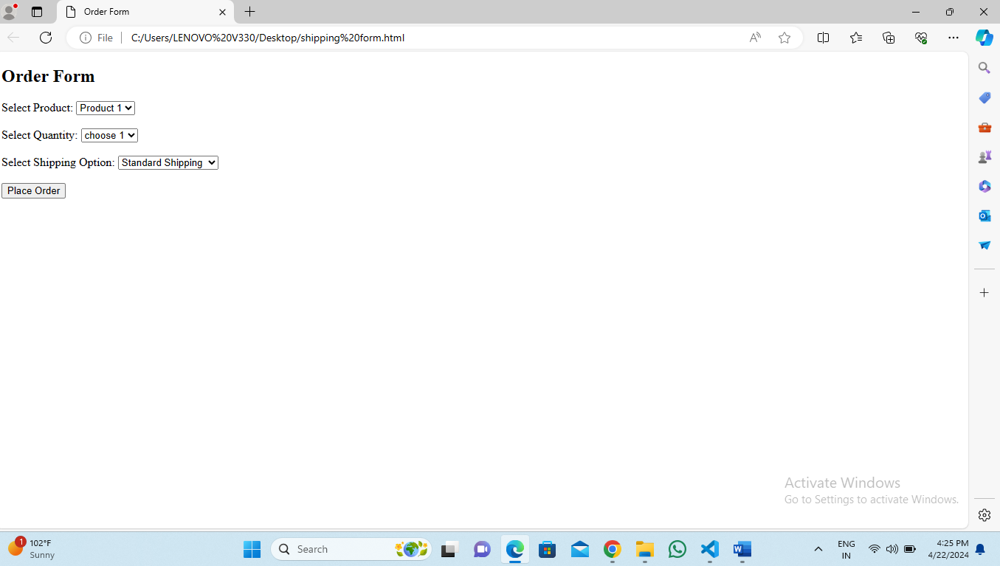 Order Form
File
C:/Users/LENOVO%20V330/Desktop/shipping%20form.html
Order Form
Select Product: Product 1
Select Quantity: choose 1
Select Shipping Option: Standard Shipping
Place Order
Activate Windows
Go to Settings to activate Windows.
1
102°F
Sunny
Search
ENG
IN
4:25 PM
4/22/2024